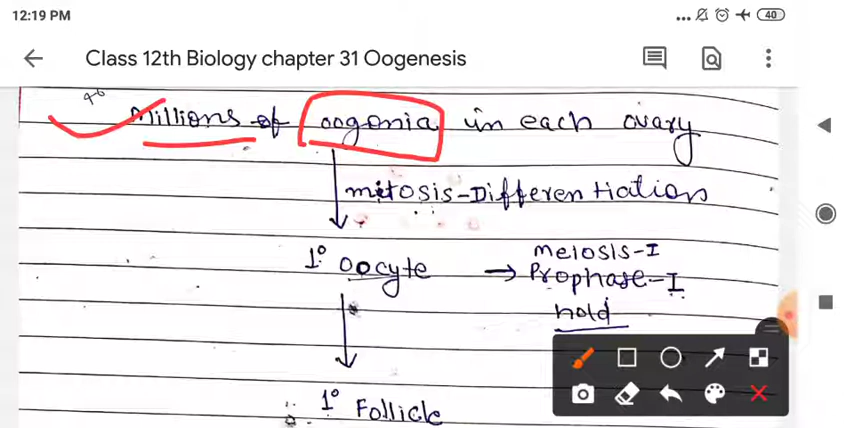 12:19 PM
40
Class 12th Biology chapter 31 Oogenesis
Millions of oogonia in each ovary
mitosis-Differentiation
1° oocyte → Meiosis-I
Prophase-I
hold
1° Follicle